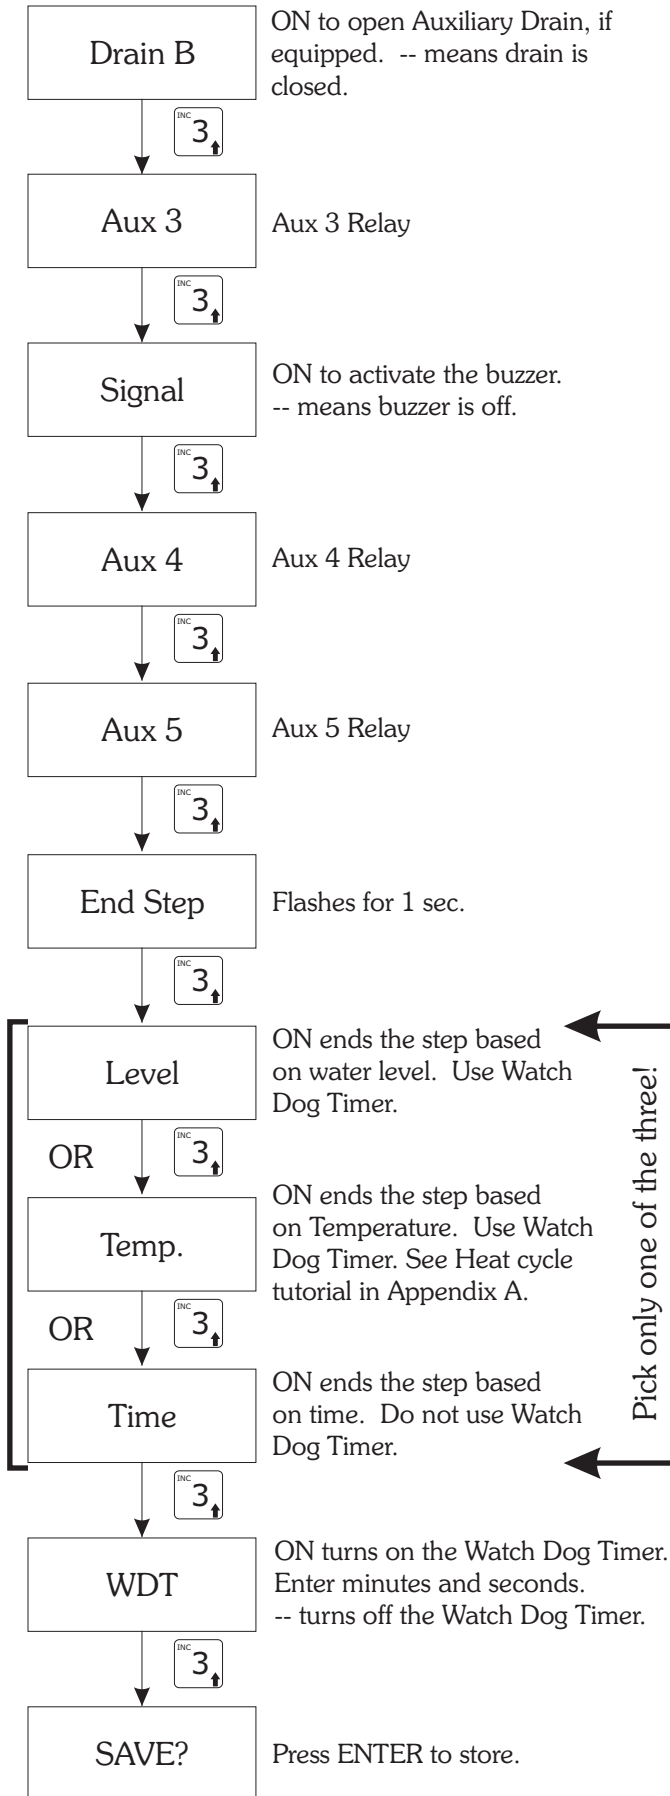 Drain B
ON to open Auxiliary Drain, if
equipped.  -- means drain is
closed.
INC
3
Aux 3
Aux 3 Relay
INC
3
Signal
ON to activate the buzzer.
-- means buzzer is off.
INC
3
Aux 4
Aux 4 Relay
INC
3
Aux 5
Aux 5 Relay
INC
3
End Step
Flashes for 1 sec.
INC
3
Level
ON ends the step based
on water level.  Use Watch
Dog Timer.
OR
INC
3
Temp.
ON ends the step based
on Temperature.  Use Watch
Dog Timer. See Heat cycle
tutorial in Appendix A.
OR
INC
3
Time
ON ends the step based
on time.  Do not use Watch
Dog Timer.
Pick only one of the three!
INC
3
WDT
ON turns on the Watch Dog Timer.
Enter minutes and seconds.
-- turns off the Watch Dog Timer.
INC
3
SAVE?
Press ENTER to store.